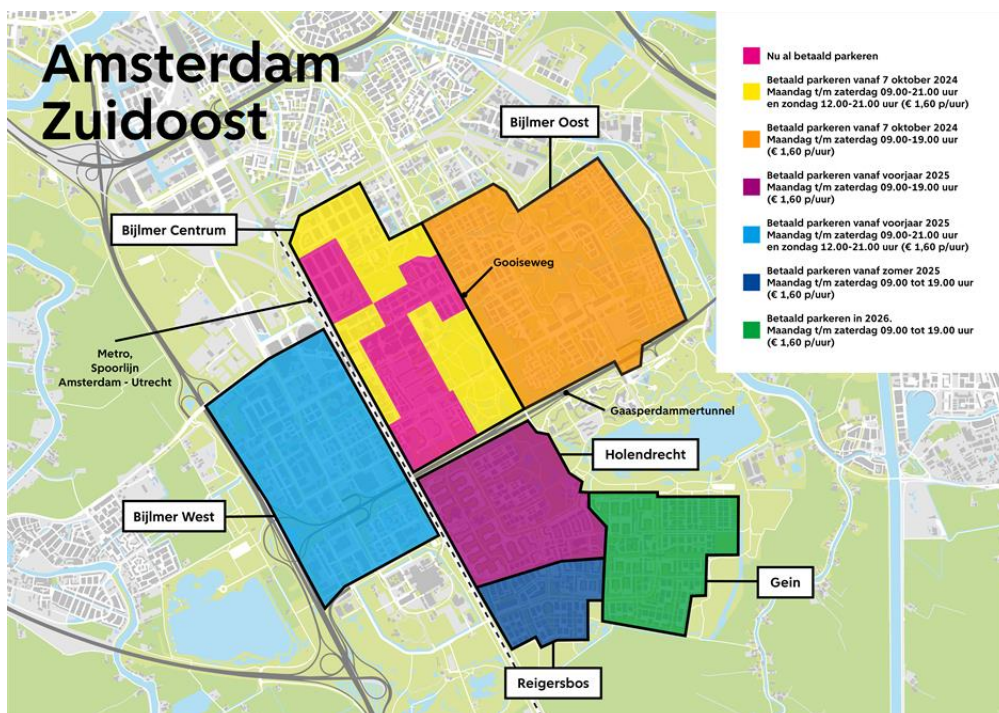 Amsterdam
Zuidoost
Nu al betaald parkeren
Betaald parkeren vanaf 7 oktober 2024
Maandag t/m zaterdag 09.00-21.00 uur
en zondag 12.00-21.00 uur (€ 1,60 p/uur)
Betaald parkeren vanaf 7 oktober 2024
Maandag t/m zaterdag 09.00-19.00 uur
(€ 1,60 p/uur)
Betaald parkeren vanaf voorjaar 2025
Maandag t/m zaterdag 09.00-19.00 uur
(€ 1,60 p/uur)
Betaald parkeren vanaf voorjaar 2025
Maandag t/m zaterdag 09.00-21.00 uur
en zondag 12.00-21.00 uur (€ 1,60 p/uur)
Betaald parkeren vanaf zomer 2025
Maandag t/m zaterdag 09.00 tot 19.00 uur
(€ 1,60 p/uur)
Betaald parkeren in 2026.
Maandag t/m zaterdag 09.00 tot 19.00 uur
(€ 1,60 p/uur)
Bijlmer Oost
Bijlmer Centrum
Gooiseweg
Metro,
Spoorlijn
Amsterdam - Utrecht
Gaasperdammertunnel
Holendrecht
Bijlmer West
Gein
Reigersbos